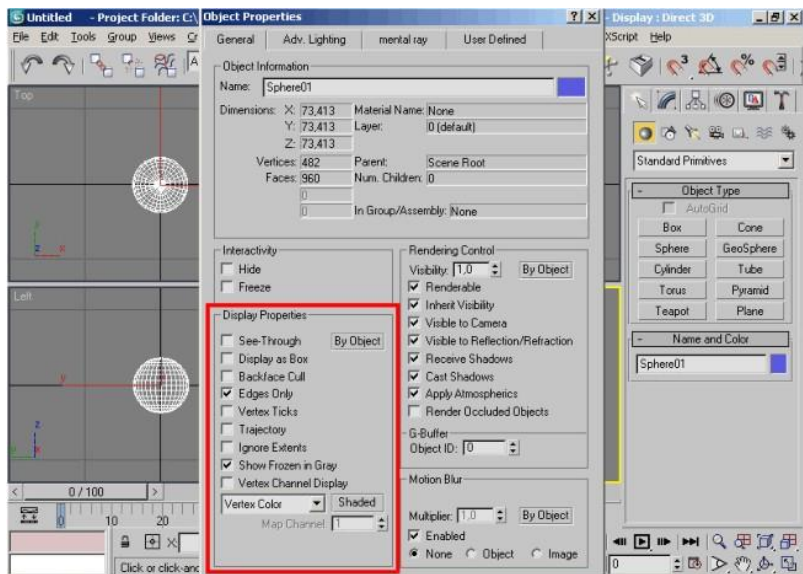 Untitled - Project Folder: C:\
Object Properties
- Display : Direct 3D
File Edit Tools Group Views
XScript Help
General Adv. Lighting mental ray User Defined
Object Information
Name: Sphere01
Dimensions: X: 73,413 Material Name: None
Y: 73,413 Layer: 0 (default)
Z: 73,413
Vertices: 482 Parent: Scene Root
Faces: 960 Num. Children: 0
0
0 In Group/Assembly: None
Interactivity
Hide
Freeze
Display Properties
See-Through By Object
Display as Box
Backface Cull
Edges Only
Vertex Ticks
Trajectory
Ignore Extents
Show Frozen in Gray
Vertex Channel Display
Vertex Color Shaded
Map Channel 1
Rendering Control
Visibility: 1,0 By Object
Renderable
Inherit Visibility
Visible to Camera
Visible to Reflection/Refraction
Receive Shadows
Cast Shadows
Apply Atmospherics
Render Occluded Objects
G-Buffer
Object ID: 0
Motion Blur
Multiplier: 1,0 By Object
Enabled
None Object Image
Top
y
z x
Left
y
z
0 / 100
0 10 20
X
Click or click-and
Standard Primitives
Object Type
AutoGrid
Box Cone
Sphere GeoSphere
Cylinder Tube
Torus Pyramid
Teapot Plane
Name and Color
Sphere01
0